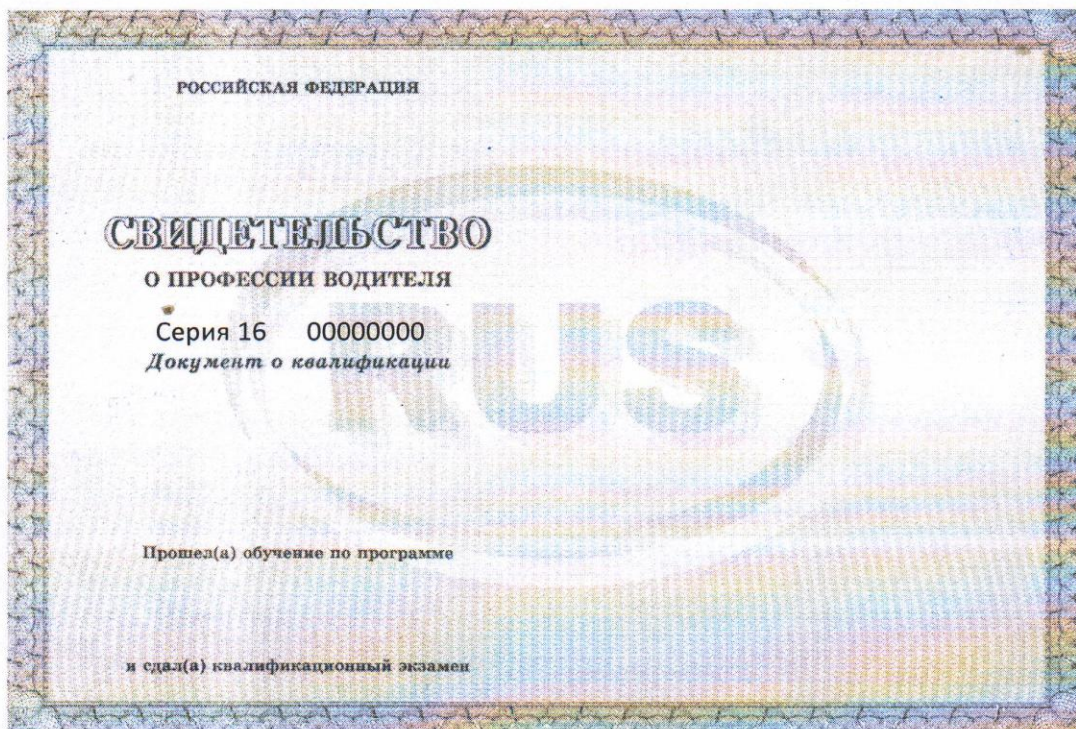 РОССИЙСКАЯ ФЕДЕРАЦИЯ
СВИДЕТЕЛЬСТВО
О ПРОФЕССИИ ВОДИТЕЛЯ
Серия 16 00000000
Документ о квалификации
RUS
Прошел(а) обучение по программе
и сдал(а) квалификационный экзамен